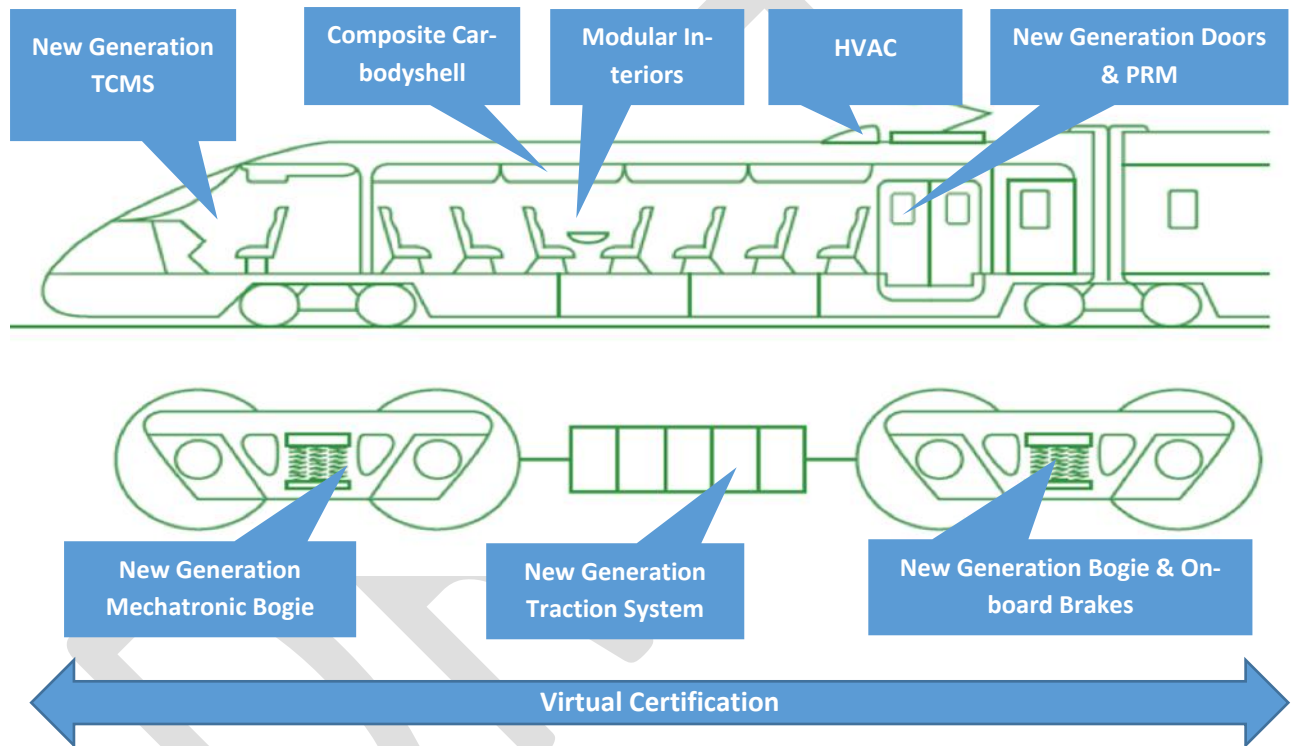 New Generation
TCMS
Composite Car-
bodyshell
Modular In-
teriors
HVAC
New Generation Doors
& PRM
New Generation
Mechatronic Bogie
New Generation
Traction System
New Generation Bogie & On-
board Brakes
Virtual Certification